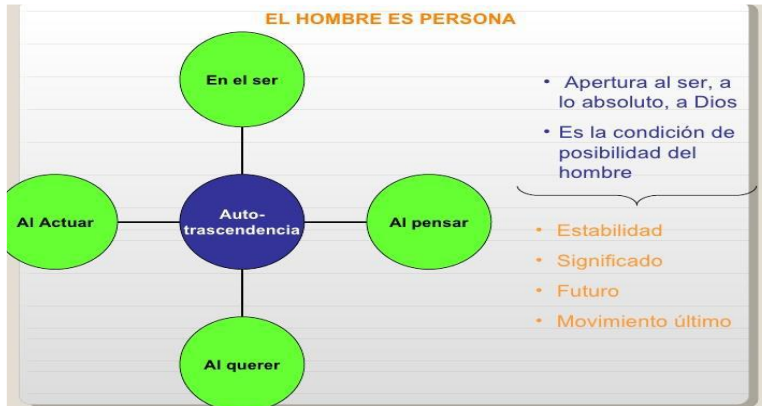 EL HOMBRE ES PERSONA
En el ser
Al Actuar
Auto-
trascendencia
Al pensar
Al querer
• Apertura al ser, a
lo absoluto, a Dios
• Es la condición de
posibilidad del
hombre
• Estabilidad
• Significado
• Futuro
• Movimiento último